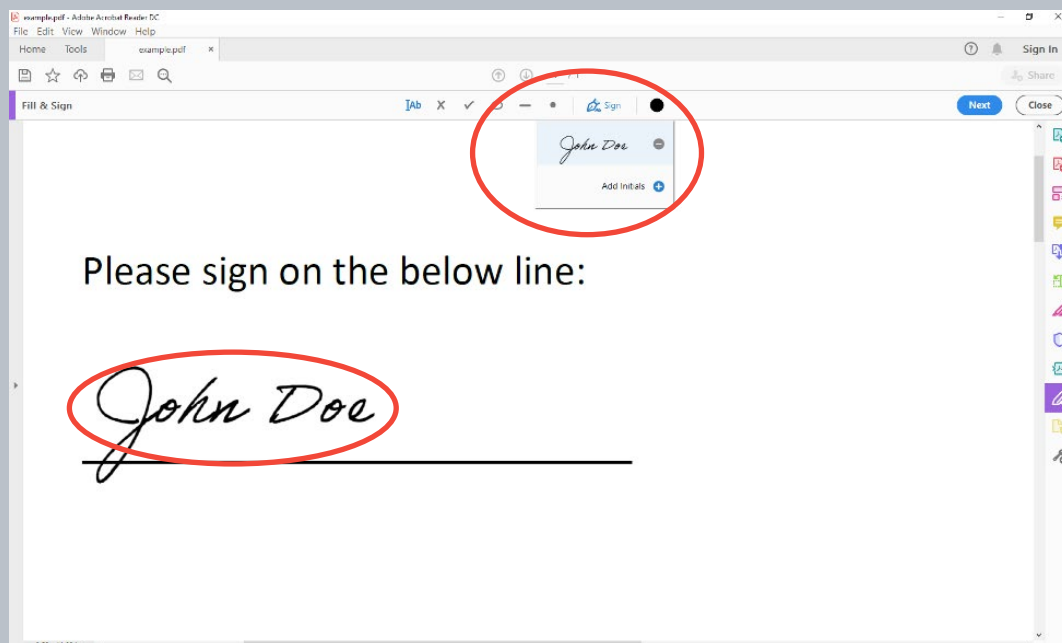 example.pdf - Adobe Acrobat Reader DC
File Edit View Window Help
Home Tools example.pdf × Sign In
Share
Fill & Sign IAb X Sign Next Close
John Doe
Add Initials
Please sign on the below line:
John Doe